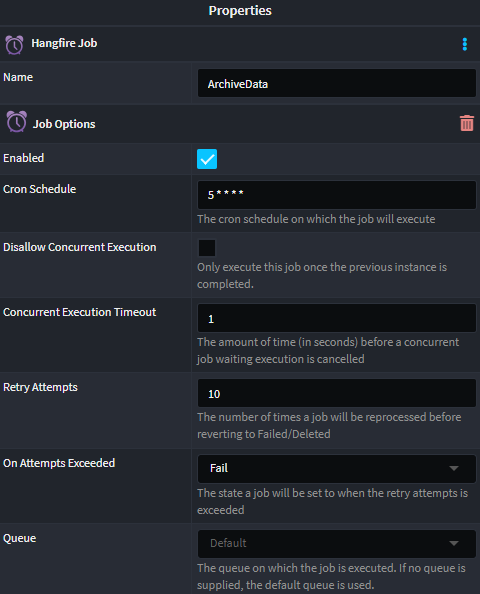 Properties
Hangfire Job
Name
ArchiveData
Job Options
Enabled
Cron Schedule
5 * * * *
The cron schedule on which the job will execute
Disallow Concurrent Execution
Only execute this job once the previous instance is
completed.
Concurrent Execution Timeout
1
The amount of time (in seconds) before a concurrent
job waiting execution is cancelled
Retry Attempts
10
The number of times a job will be reprocessed before
reverting to Failed/Deleted
On Attempts Exceeded
Fail
The state a job will be set to when the retry attempts is
exceeded
Queue
Default
The queue on which the job is executed. If no queue is
supplied, the default queue is used.